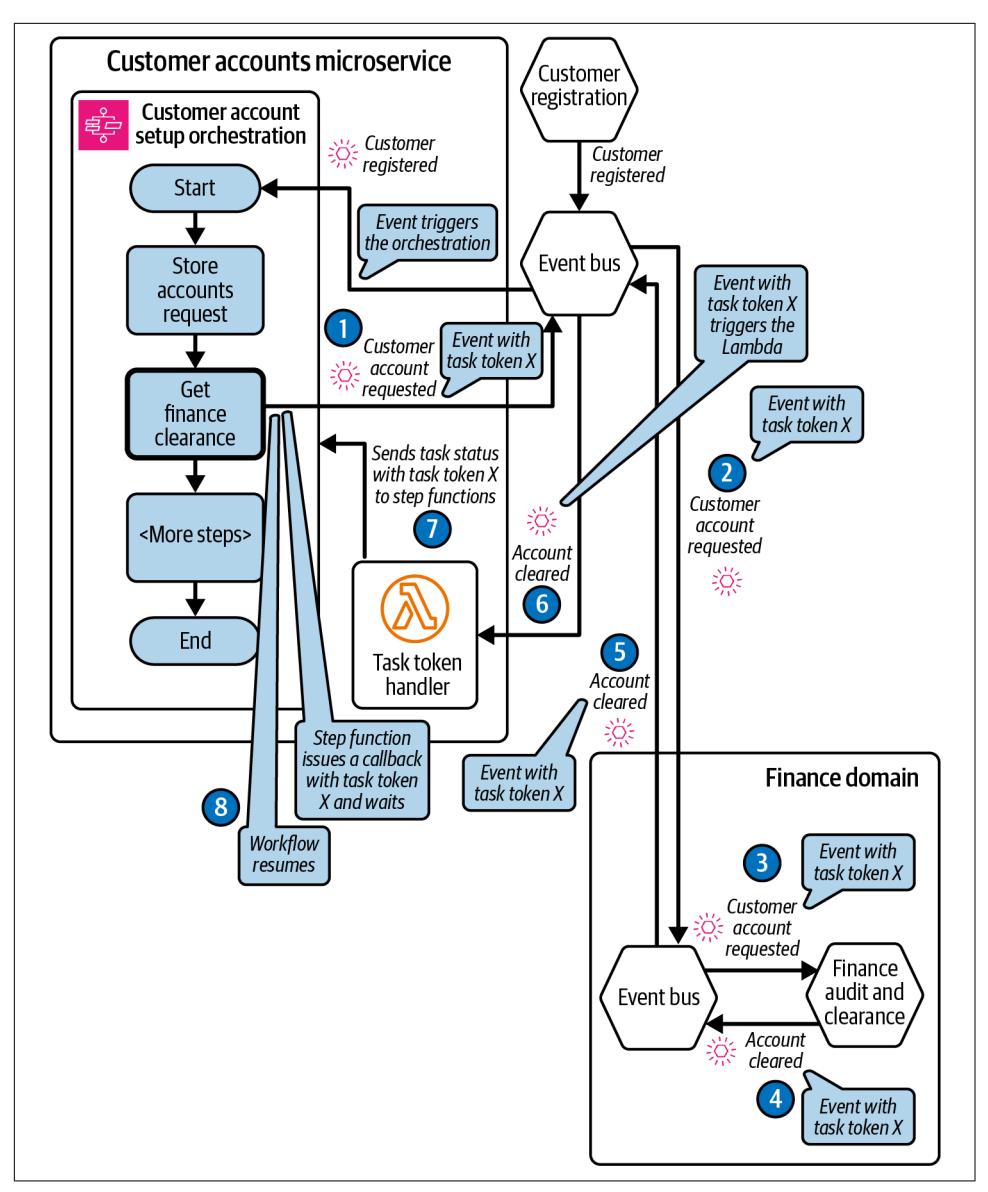 Customer accounts microservice
Customer account
setup orchestration
Start
Store
accounts
request
Get
finance
clearance
<More steps>
End
Customer
registered
Event triggers
the orchestration
Customer
registration
Customer
registered
Event bus
1
Customer
account
requested
Event with
task token X
Event with
task token X
triggers the
Lambda
Event with
task token X
2
Customer
account
requested
Sends task status
with task token X
to step functions
7
Task token
handler
Account
cleared
6
5
Account
cleared
Event with
task token X
Step function
issues a callback
with task token
X and waits
8
Workflow
resumes
Finance domain
3
Event with
task token X
Customer
account
requested
Event bus
Finance
audit and
clearance
Account
cleared
4
Event with
task token X